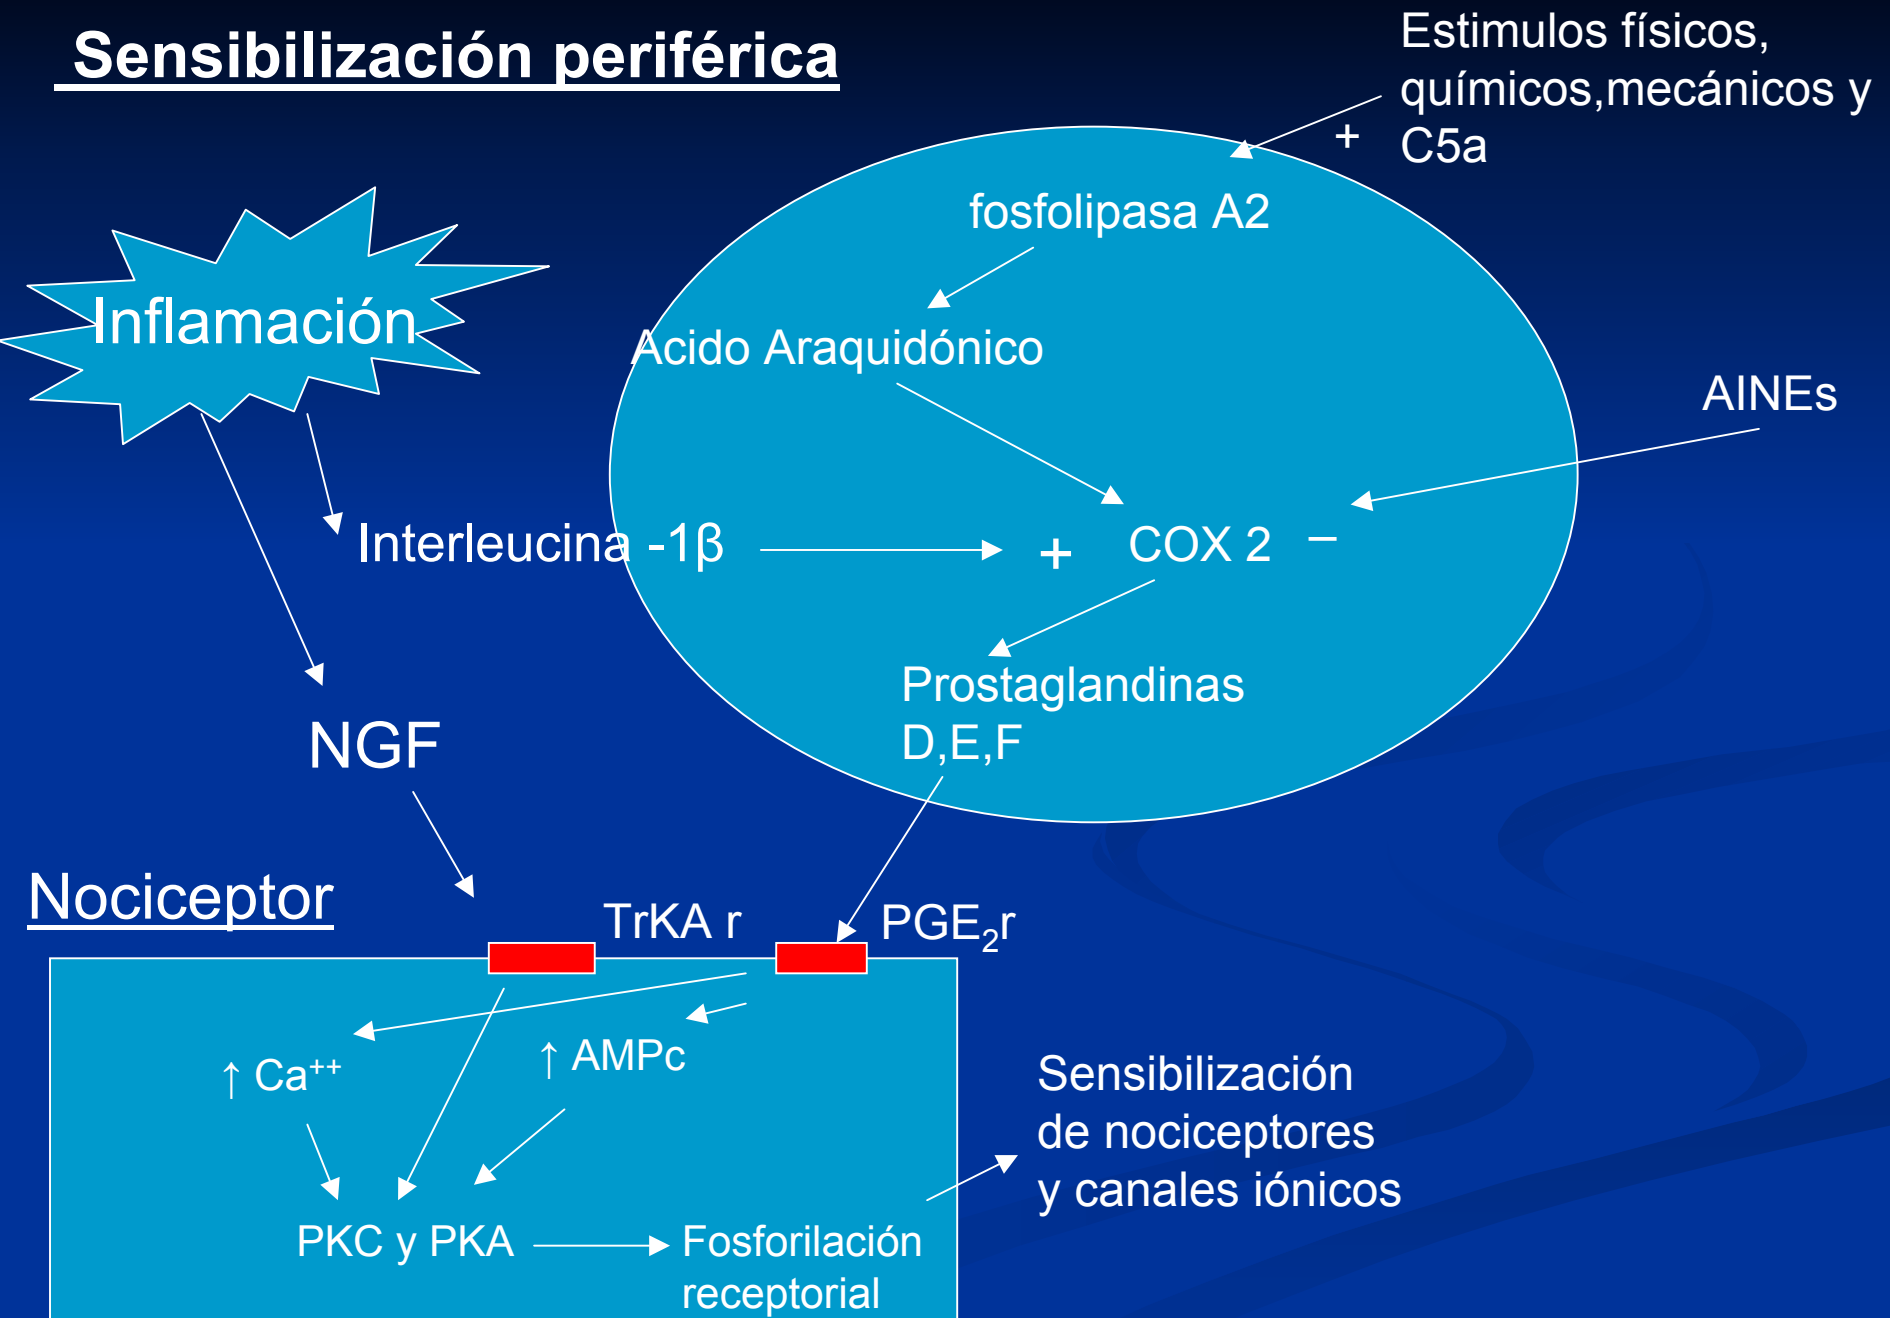 Sensibilización periférica
Estimulos físicos,
químicos,mecánicos y
C5a
+
fosfolipasa A2
Inflamación
Acido Araquidónico
AINEs
Interleucina -1β
+
COX 2
–
Prostaglandinas
D,E,F
NGF
Nociceptor
TrKA r
PGE₂r
↑ Ca⁺⁺
↑ AMPc
Sensibilización
de nociceptores
y canales iónicos
PKC y PKA
Fosforilación
receptorial